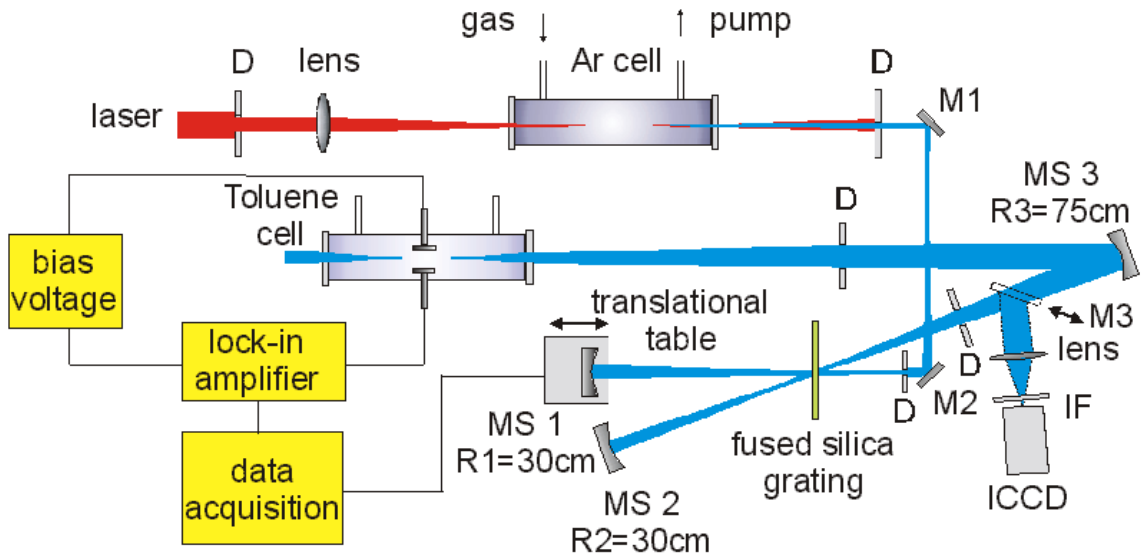 gas
pump
D
lens
Ar cell
D
laser
M1
Toluene
cell
D
MS 3
R3=75cm
bias
voltage
translational
table
M3
lens
lock-in
amplifier
D
D
M2
IF
MS 1
R1=30cm
fused silica
grating
data
acquisition
ICCD
MS 2
R2=30cm